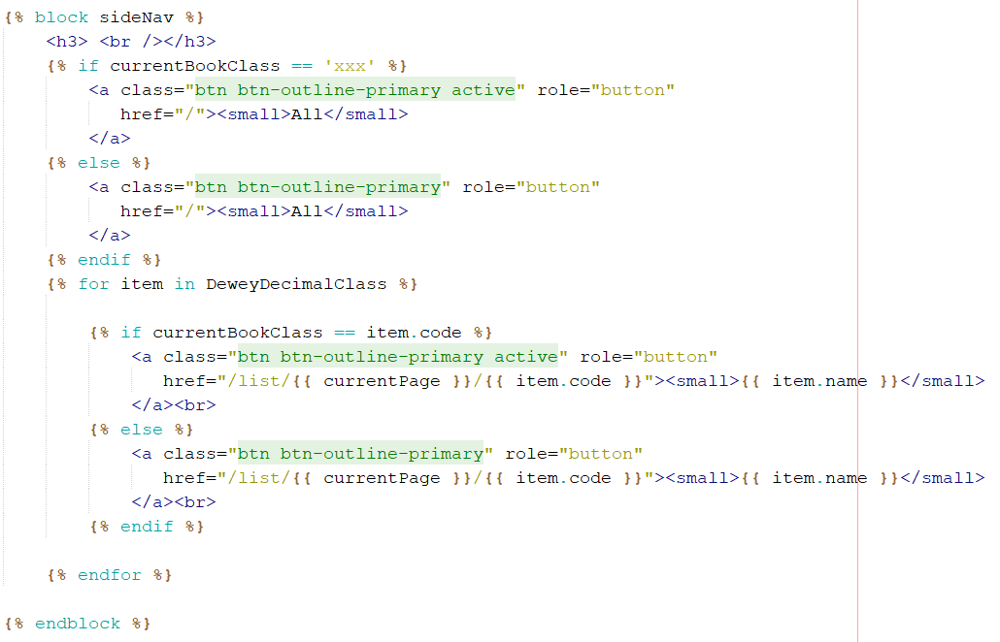 {% block sideNav %}
<h3> <br /></h3>
{% if currentBookClass == 'xxx' %}
<a class="btn btn-outline-primary active" role="button"
href="/"><small>All</small>
</a>
{% else %}
<a class="btn btn-outline-primary" role="button"
href="/"><small>All</small>
</a>
{% endif %}
{% for item in DeweyDecimalClass %}
{% if currentBookClass == item.code %}
<a class="btn btn-outline-primary active" role="button"
href="/list/{{ currentPage }}/{{ item.code }}"><small>{{ item.name }}</small>
</a><br>
{% else %}
<a class="btn btn-outline-primary" role="button"
href="/list/{{ currentPage }}/{{ item.code }}"><small>{{ item.name }}</small>
</a><br>
{% endif %}
{% endfor %}
{% endblock %}